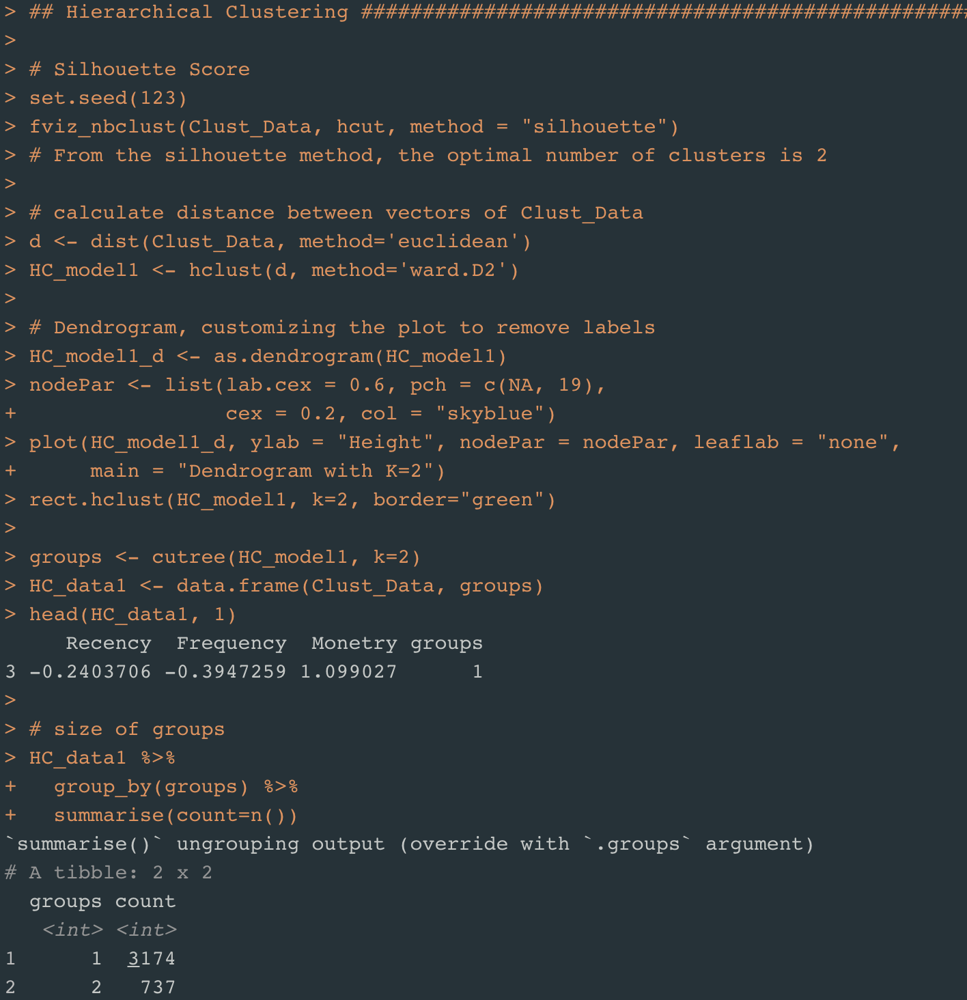 > ## Hierarchical Clustering #################################################
>
> # Silhouette Score
> set.seed(123)
> fviz_nbclust(Clust_Data, hcut, method = "silhouette")
> # From the silhouette method, the optimal number of clusters is 2
>
> # calculate distance between vectors of Clust_Data
> d <- dist(Clust_Data, method='euclidean')
> HC_model1 <- hclust(d, method='ward.D2')
>
> # Dendrogram, customizing the plot to remove labels
> HC_model1_d <- as.dendrogram(HC_model1)
> nodePar <- list(lab.cex = 0.6, pch = c(NA, 19),
+                 cex = 0.2, col = "skyblue")
> plot(HC_model1_d, ylab = "Height", nodePar = nodePar, leaflab = "none",
+      main = "Dendrogram with K=2")
> rect.hclust(HC_model1, k=2, border="green")
>
> groups <- cutree(HC_model1, k=2)
> HC_data1 <- data.frame(Clust_Data, groups)
> head(HC_data1, 1)
     Recency  Frequency  Monetry groups
3 -0.2403706 -0.3947259 1.099027      1
>
> # size of groups
> HC_data1 %>%
+   group_by(groups) %>%
+   summarise(count=n())
`summarise()` ungrouping output (override with `.groups` argument)
# A tibble: 2 x 2
  groups count
   <int> <int>
1      1  3174
2      2   737